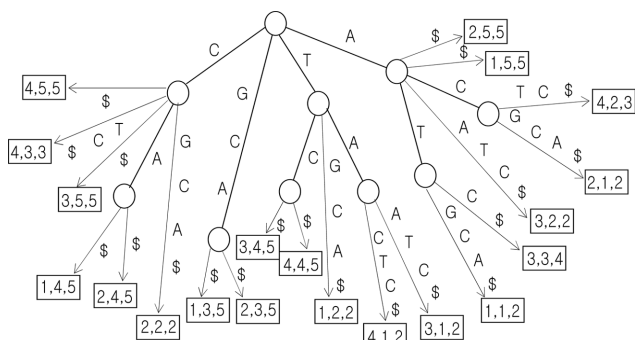 A
$
2,5,5
C
$
1,5,5
T
4,5,5
$
G
C
T C $
4,2,3
G
T
A
C
4,3,3
$ C T
$
A
G
C
C
G
A
T
T
C
A
$
2,1,2
3,5,5
C
A
C
G
C
$
3,2,2
A
$
$
A
$
$
3,4,5
4,4,5
C
A
C
T
A
T
C
G
C
A
$
3,3,4
1,4,5
$
$
2,4,5
$
2,2,2
$
$
1,3,5
2,3,5
$
1,2,2
C
$
4,1,2
$
3,1,2
$
1,1,2